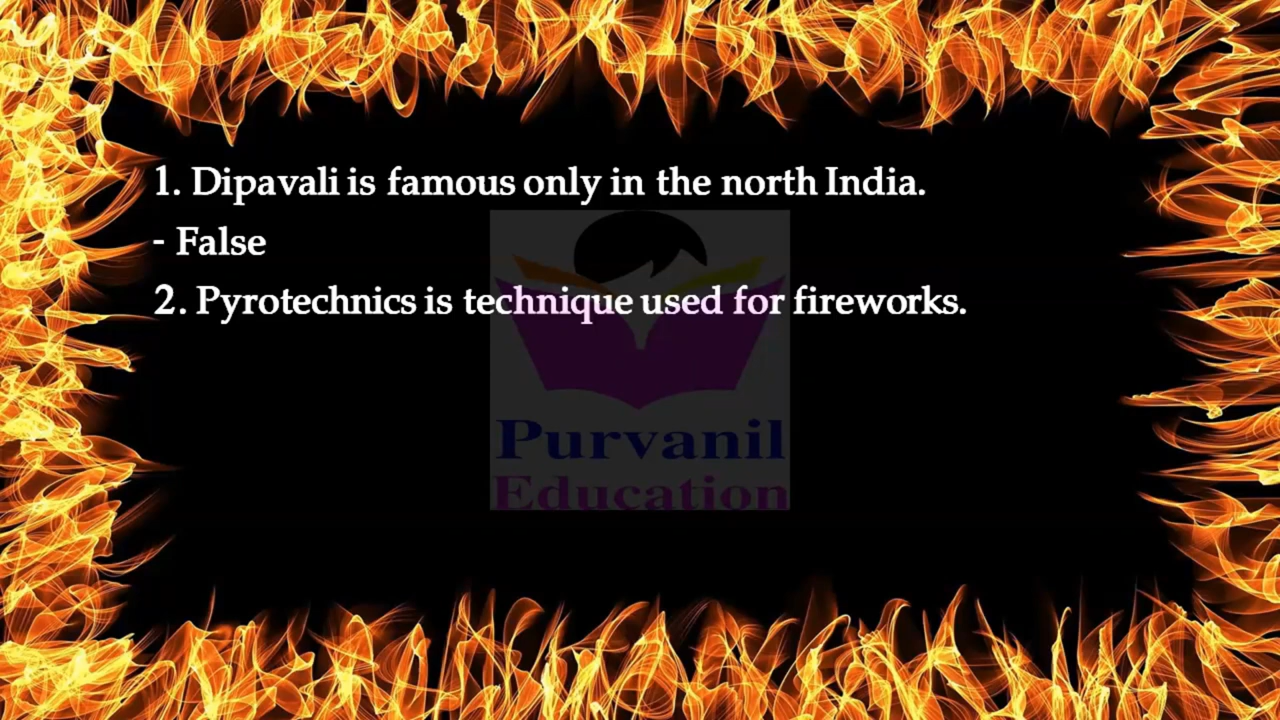 1. Dipavali is famous only in the north India.
- False
2. Pyrotechnics is technique used for fireworks.
Purvanil
Education